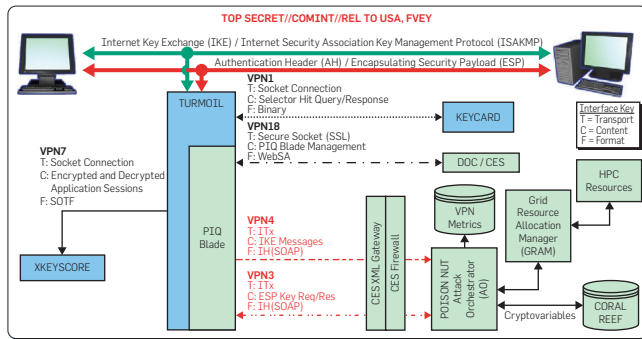 TOP SECRET//COMINT//REL TO USA, FVEY
Internet Key Exchange (IKE) / Internet Security Association Key Management Protocol (ISAKMP)
Authentication Header (AH) / Encapsulating Security Payload (ESP)
TURMOIL
VPN1
T: Socket Connection
C: Selector Hit Query/Response
F: Binary
KEYCARD
Interface Key
T = Transport
C = Content
F = Format
VPN18
T: Secure Socket (SSL)
C: PIQ Blade Management
F: WebSA
DOC / CES
VPN7
T: Socket Connection
C: Encrypted and Decrypted
Application Sessions
F: SOTF
XKEYSCORE
PIQ
Blade
VPN4
T: ITx
C: IKE Messages
F: IH(SOAP)
VPN3
T: ITx
C: ESP Key Req/Res
F: IH(SOAP)
CES XML Gateway
CES Firewall
VPN
Metrics
POISON NUT
Attack
Orchestrator
(AO)
Grid
Resource
Allocation
Manager
(GRAM)
HPC
Resources
Cryptovariables
CORAL
REEF